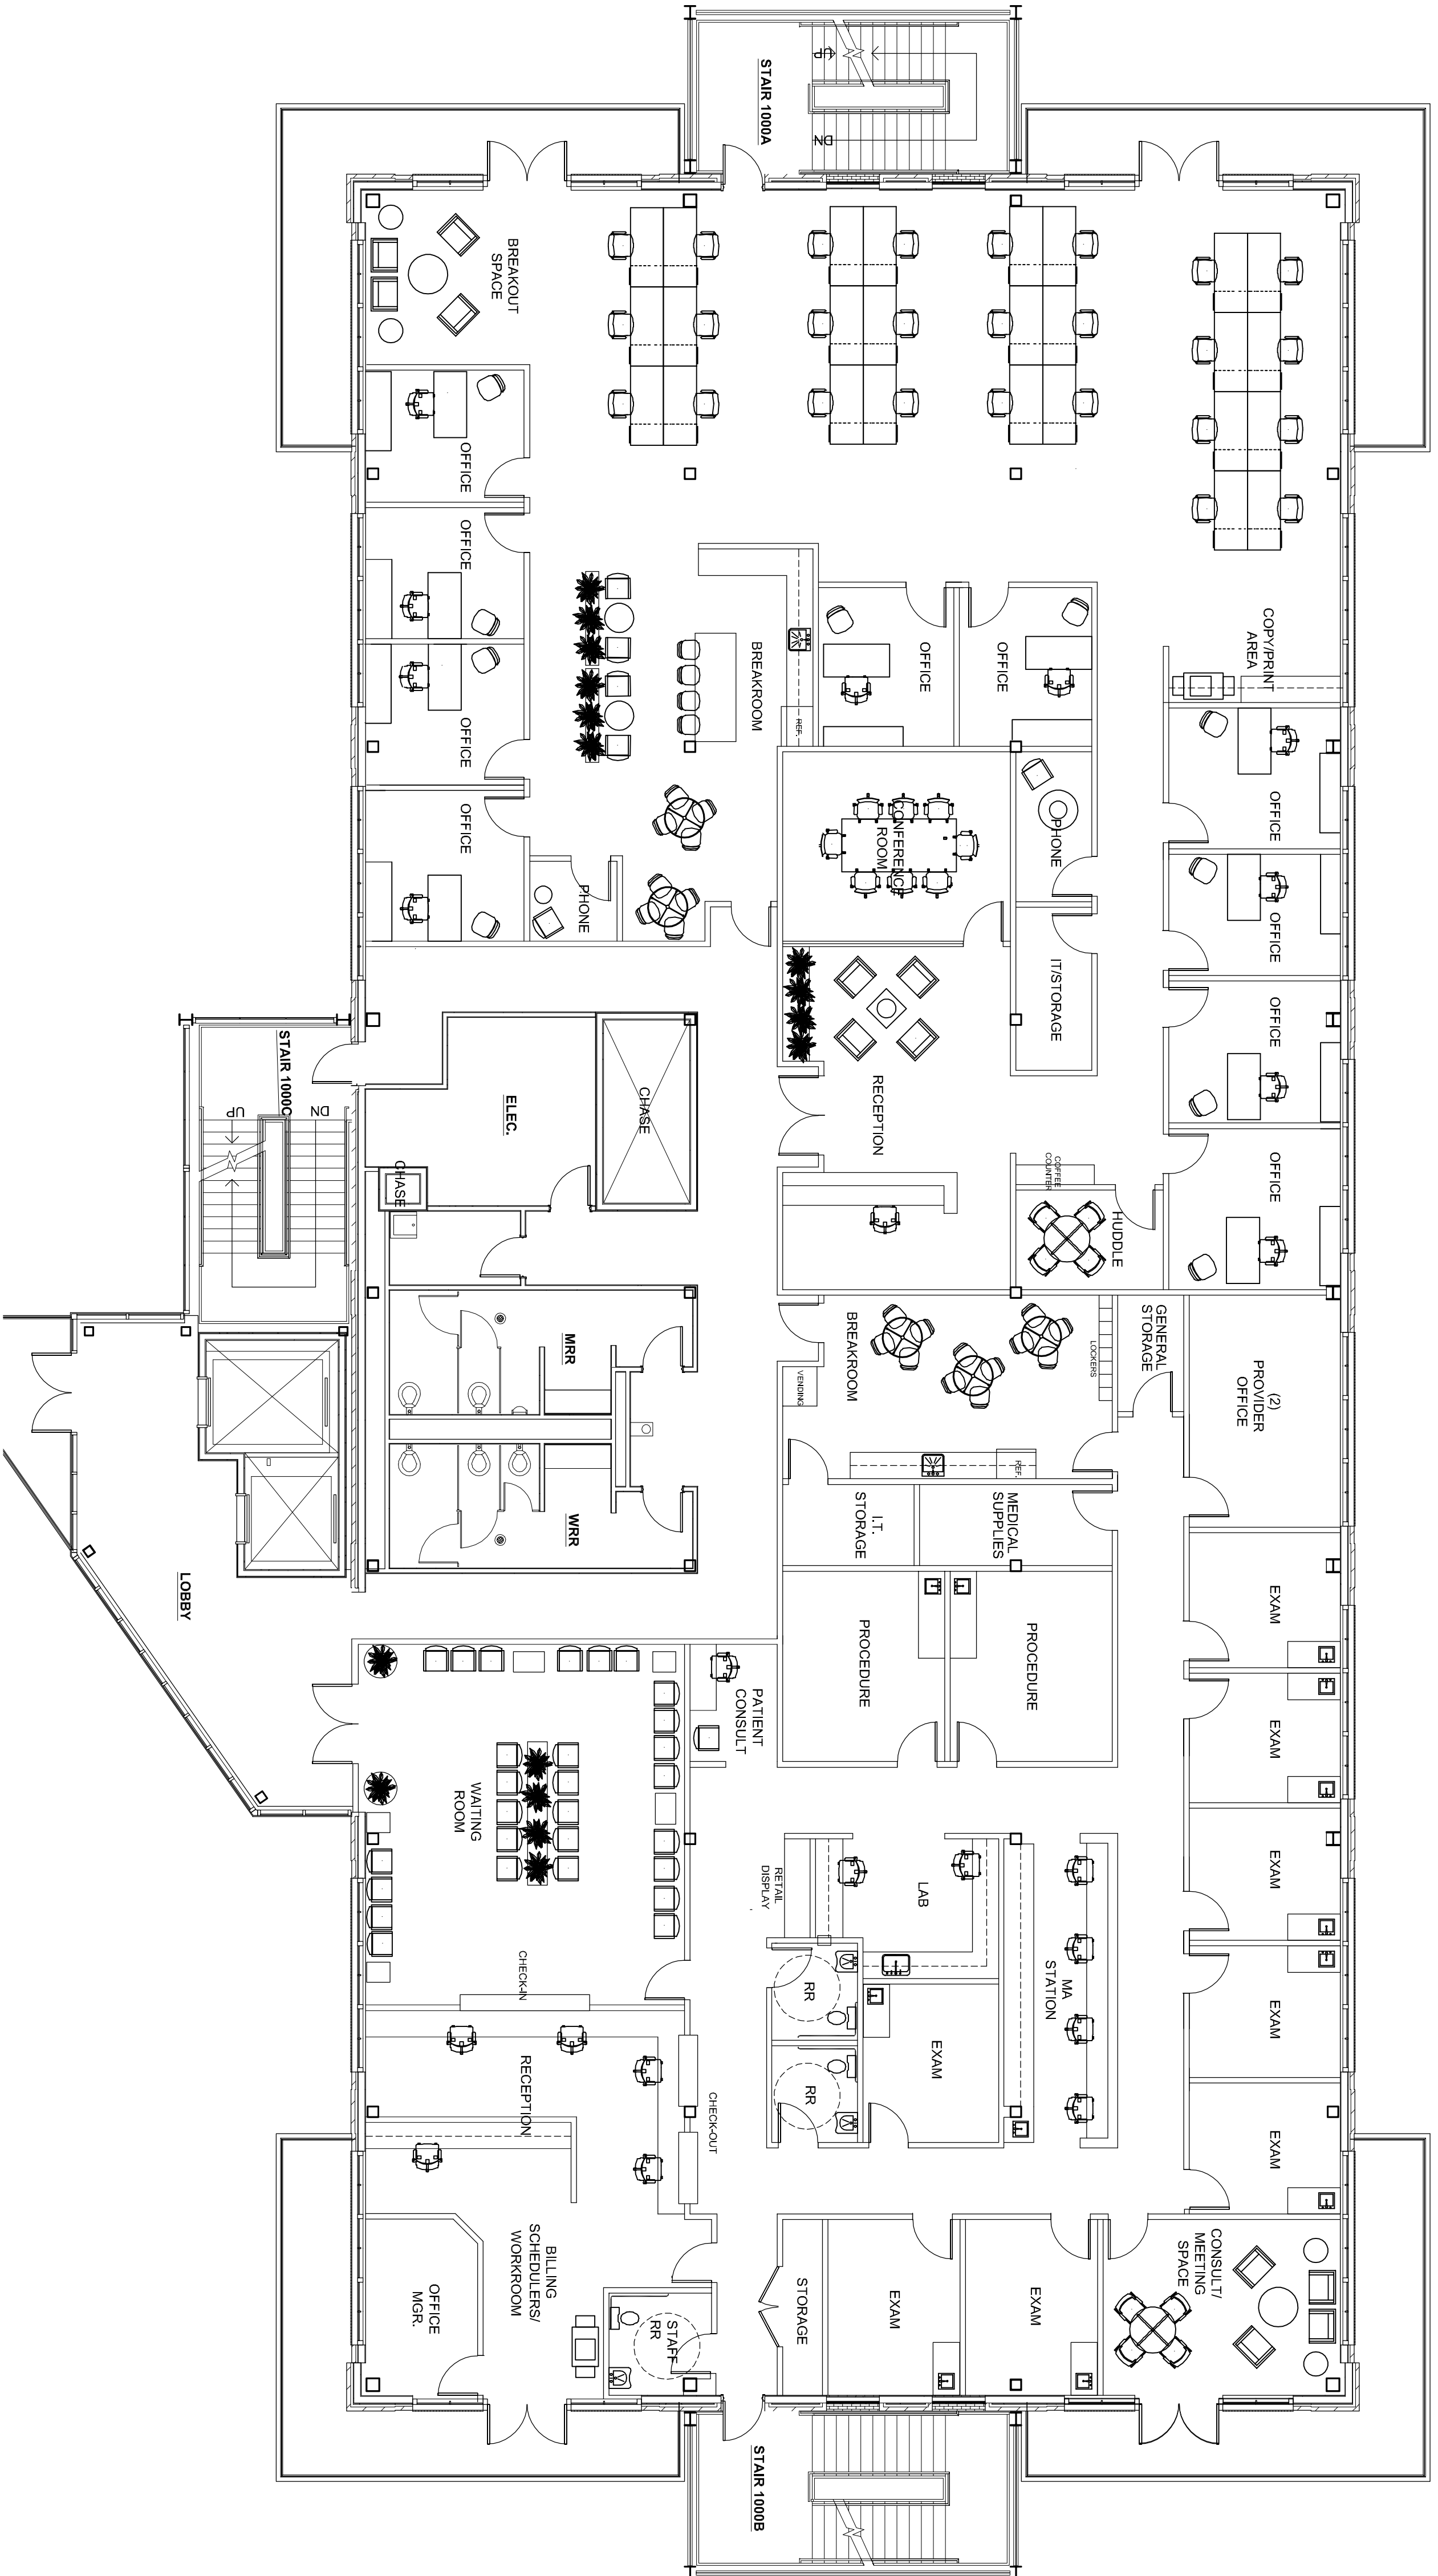 STAIR 1000A
UP
DN
BREAKOUT
SPACE
OFFICE
OFFICE
OFFICE
OFFICE
PHONE
BREAKROOM
REF.
OFFICE
OFFICE
CONFERENCE
ROOM
PHONE
IT/STORAGE
COPY/PRINT
AREA
OFFICE
OFFICE
OFFICE
OFFICE
RECEPTION
COFFEE
COUNTER
HUDDLE
STAIR 1000C
DN
UP
ELEC.
CHASE
CHASE
MRR
WRR
LOBBY
BREAKROOM
VENDING
LOCKERS
REF.
GENERAL
STORAGE
(2)
PROVIDER
OFFICE
I.T.
STORAGE
MEDICAL
SUPPLIES
PROCEDURE
PROCEDURE
EXAM
EXAM
EXAM
EXAM
EXAM
PATIENT
CONSULT
WAITING
ROOM
CHECK-IN
RECEPTION
CHECK-OUT
RETAIL
DISPLAY
LAB
RR
RR
EXAM
MA
STATION
BILLING
SCHEDULERS/
WORKROOM
OFFICE
MGR.
STAFF
RR
STORAGE
EXAM
EXAM
CONSULT/
MEETING
SPACE
STAIR 1000B